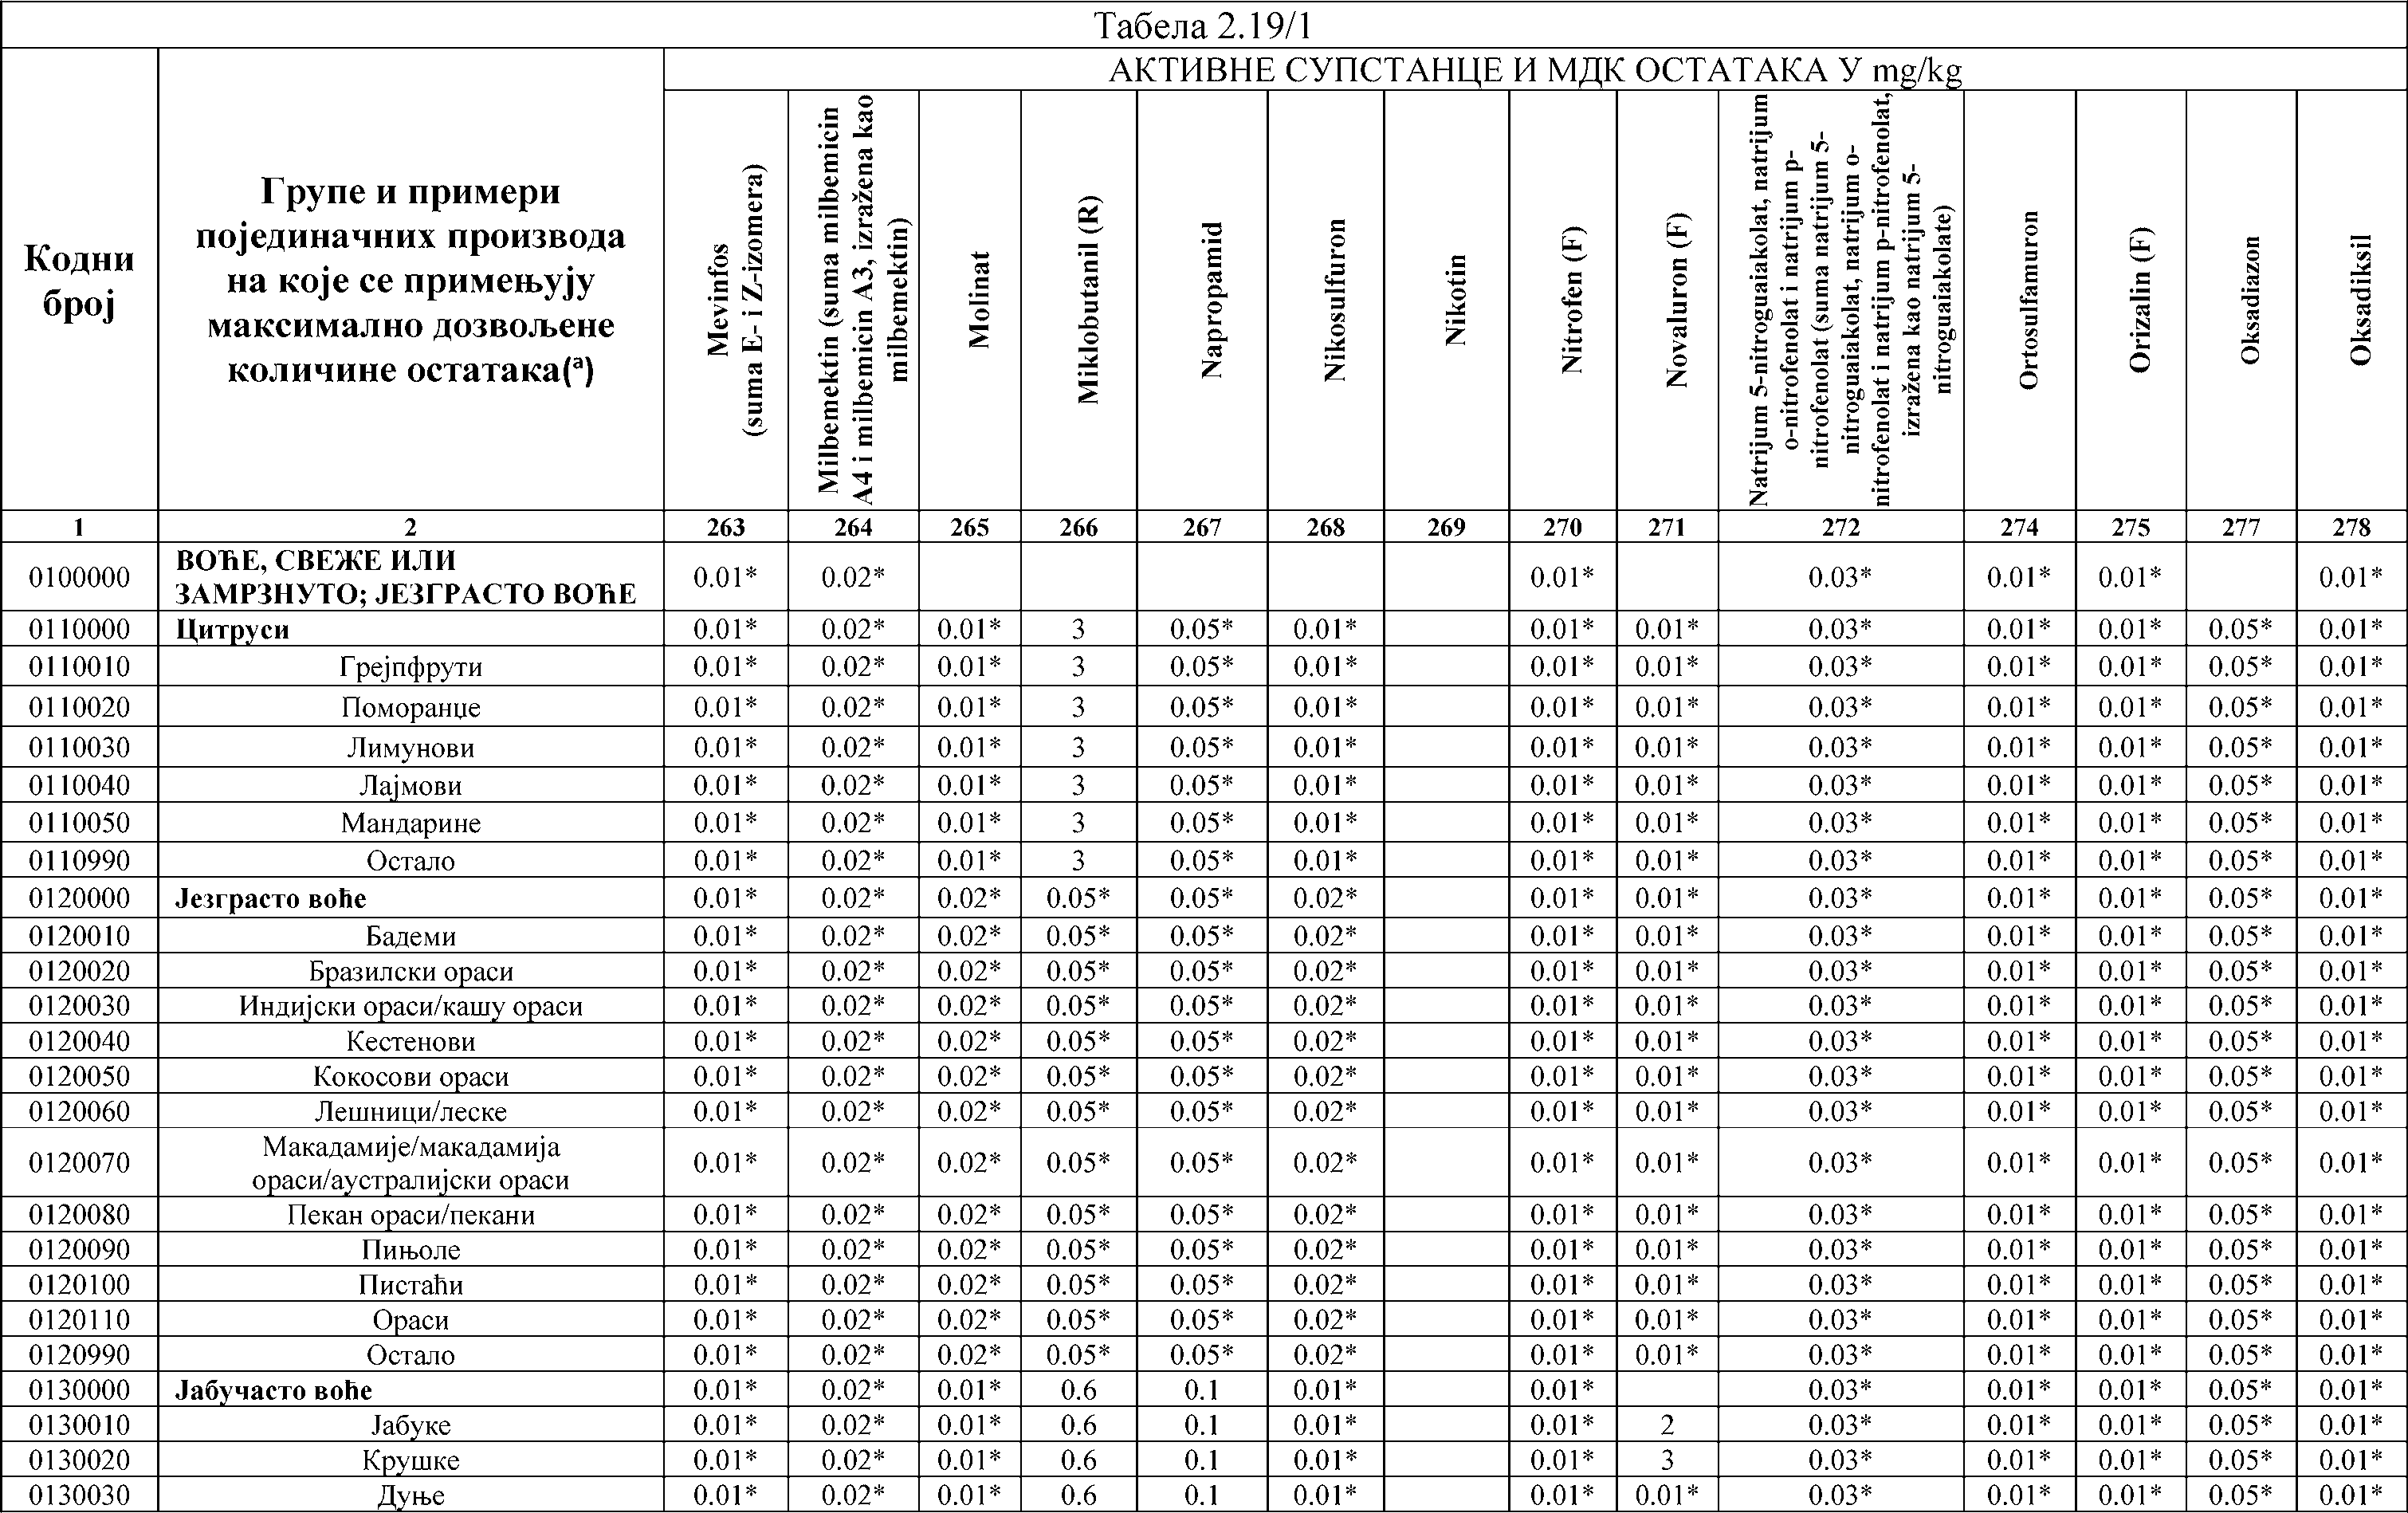 Табела 2.19/1
АКТИВНЕ СУПСТАНЦЕ И МДК ОСТАТАКА У mg/kg
Кодни
број
Групе и примери
појединачних производа
на које се примењују
максимално дозвољене
количине остатака(ª)
Mevinfos
(suma E- i Z-izomera)
Milbemektin (suma milbemicin
A4 i milbemicin A3, izražena kao
milbemektin)
Molinat
Miklobutanil (R)
Napropamid
Nikosulfuron
Nikotin
Nitrofen (F)
Novaluron (F)
Natrijum 5-nitroguaiakolat, natrijum
o-nitrofenolat i natrijum p-
nitrofenolat (suma natrijum 5-
nitroguaiakolat, natrijum o-
nitrofenolat i natrijum p-nitrofenolat,
izražena kao natrijum 5-
nitroguaiakolate)
Ortosulfamuron
Orizalin (F)
Oksadiazon
Oksadiksil
1 2 263 264 265 266 267 268 269 270 271 272 274 275 277 278
0100000 ВОЋЕ, СВЕЖЕ ИЛИ
ЗАМРЗНУТО; ЈЕЗГРАСТО ВОЋЕ 0.01* 0.02* 0.01* 0.03* 0.01* 0.01* 0.01*
0110000 Цитруси 0.01* 0.02* 0.01* 3 0.05* 0.01* 0.01* 0.01* 0.03* 0.01* 0.01* 0.05* 0.01*
0110010 Грејпфрути 0.01* 0.02* 0.01* 3 0.05* 0.01* 0.01* 0.01* 0.03* 0.01* 0.01* 0.05* 0.01*
0110020 Поморанџе 0.01* 0.02* 0.01* 3 0.05* 0.01* 0.01* 0.01* 0.03* 0.01* 0.01* 0.05* 0.01*
0110030 Лимунови 0.01* 0.02* 0.01* 3 0.05* 0.01* 0.01* 0.01* 0.03* 0.01* 0.01* 0.05* 0.01*
0110040 Лајмови 0.01* 0.02* 0.01* 3 0.05* 0.01* 0.01* 0.01* 0.03* 0.01* 0.01* 0.05* 0.01*
0110050 Мандарине 0.01* 0.02* 0.01* 3 0.05* 0.01* 0.01* 0.01* 0.03* 0.01* 0.01* 0.05* 0.01*
0110990 Остало 0.01* 0.02* 0.01* 3 0.05* 0.01* 0.01* 0.01* 0.03* 0.01* 0.01* 0.05* 0.01*
0120000 Језграсто воће 0.01* 0.02* 0.02* 0.05* 0.05* 0.02* 0.01* 0.01* 0.03* 0.01* 0.01* 0.05* 0.01*
0120010 Бадеми 0.01* 0.02* 0.02* 0.05* 0.05* 0.02* 0.01* 0.01* 0.03* 0.01* 0.01* 0.05* 0.01*
0120020 Бразилски ораси 0.01* 0.02* 0.02* 0.05* 0.05* 0.02* 0.01* 0.01* 0.03* 0.01* 0.01* 0.05* 0.01*
0120030 Индијски ораси/кашу ораси 0.01* 0.02* 0.02* 0.05* 0.05* 0.02* 0.01* 0.01* 0.03* 0.01* 0.01* 0.05* 0.01*
0120040 Кестенови 0.01* 0.02* 0.02* 0.05* 0.05* 0.02* 0.01* 0.01* 0.03* 0.01* 0.01* 0.05* 0.01*
0120050 Кокосови ораси 0.01* 0.02* 0.02* 0.05* 0.05* 0.02* 0.01* 0.01* 0.03* 0.01* 0.01* 0.05* 0.01*
0120060 Лешници/леске 0.01* 0.02* 0.02* 0.05* 0.05* 0.02* 0.01* 0.01* 0.03* 0.01* 0.01* 0.05* 0.01*
0120070 Макадамије/макадамија
ораси/аустралијски ораси 0.01* 0.02* 0.02* 0.05* 0.05* 0.02* 0.01* 0.01* 0.03* 0.01* 0.01* 0.05* 0.01*
0120080 Пекан ораси/пекани 0.01* 0.02* 0.02* 0.05* 0.05* 0.02* 0.01* 0.01* 0.03* 0.01* 0.01* 0.05* 0.01*
0120090 Пињоле 0.01* 0.02* 0.02* 0.05* 0.05* 0.02* 0.01* 0.01* 0.03* 0.01* 0.01* 0.05* 0.01*
0120100 Пистаћи 0.01* 0.02* 0.02* 0.05* 0.05* 0.02* 0.01* 0.01* 0.03* 0.01* 0.01* 0.05* 0.01*
0120110 Ораси 0.01* 0.02* 0.02* 0.05* 0.05* 0.02* 0.01* 0.01* 0.03* 0.01* 0.01* 0.05* 0.01*
0120990 Остало 0.01* 0.02* 0.02* 0.05* 0.05* 0.02* 0.01* 0.01* 0.03* 0.01* 0.01* 0.05* 0.01*
0130000 Јабучасто воће 0.01* 0.02* 0.01* 0.6 0.1 0.01* 0.01* 0.03* 0.01* 0.01* 0.05* 0.01*
0130010 Јабуке 0.01* 0.02* 0.01* 0.6 0.1 0.01* 0.01* 2 0.03* 0.01* 0.01* 0.05* 0.01*
0130020 Крушке 0.01* 0.02* 0.01* 0.6 0.1 0.01* 0.01* 3 0.03* 0.01* 0.01* 0.05* 0.01*
0130030 Дуње 0.01* 0.02* 0.01* 0.6 0.1 0.01* 0.01* 0.01* 0.03* 0.01* 0.01* 0.05* 0.01*